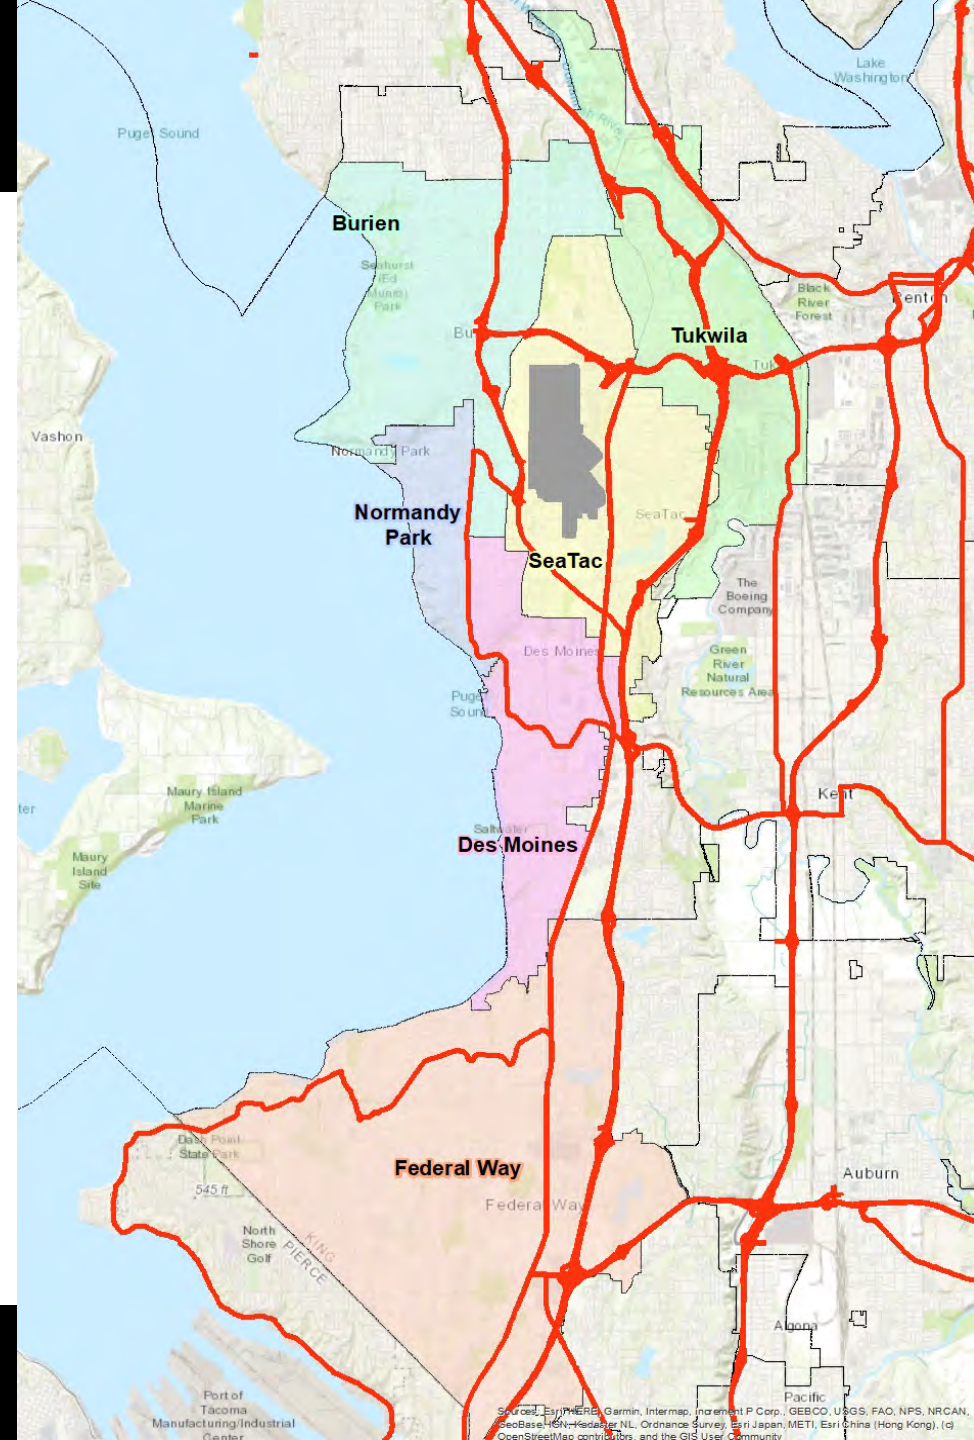 Lake
Washington
Puget Sound
Burien
Seahurst
(Ed
Munro)
Park
Black
River
Forest
Renton
Tukwila
Vashon
Normandy Park
Normandy
Park
SeaTac
SeaTac
The
Boeing
Company
Des Moines
Green
River
Natural
Resources Area
Puget
Sound
Maury Island
Marine
Park
Kent
ter
Saltwater
Des Moines
Maury
Island
Site
Dash Point
State Park
Federal Way
Auburn
545 ft
Federal Way
North
Shore
Golf
KING
PIERCE
Algona
Port of
Tacoma
Manufacturing/Industrial
Center
Pacific
Sources: Esri, HERE, Garmin, Intermap, increment P Corp., GEBCO, USGS, FAO, NPS, NRCAN,
GeoBase, IGN, Kadaster NL, Ordnance Survey, Esri Japan, METI, Esri China (Hong Kong), (c)
OpenStreetMap contributors, and the GIS User Community